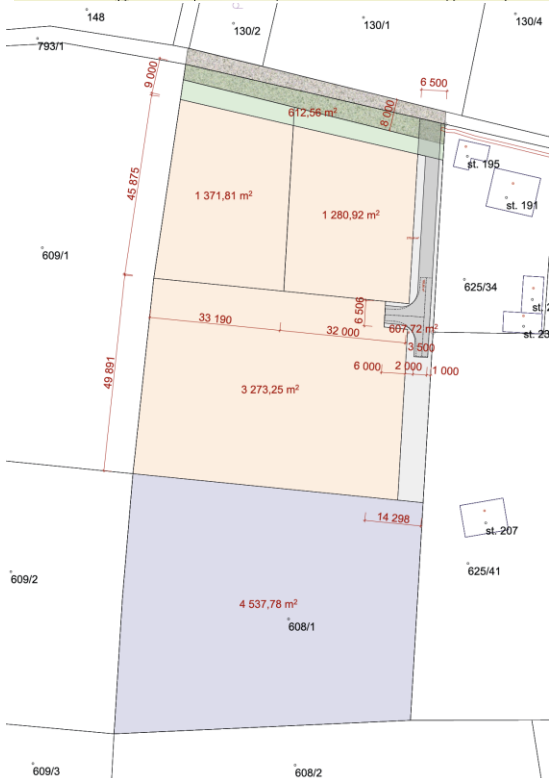 148
130/2
130/1
130/4
793/1
9 000
6 500
612,56 m²
8 000
st. 195
45 875
1 371,81 m²
1 280,92 m²
st. 191
609/1
625/34
6 506
33 190
32 000
607,72 m²
st. 23
3 500
6 000
2 000
1 000
49 891
3 273,25 m²
14 298
st. 207
609/2
625/41
4 537,78 m²
608/1
609/3
608/2